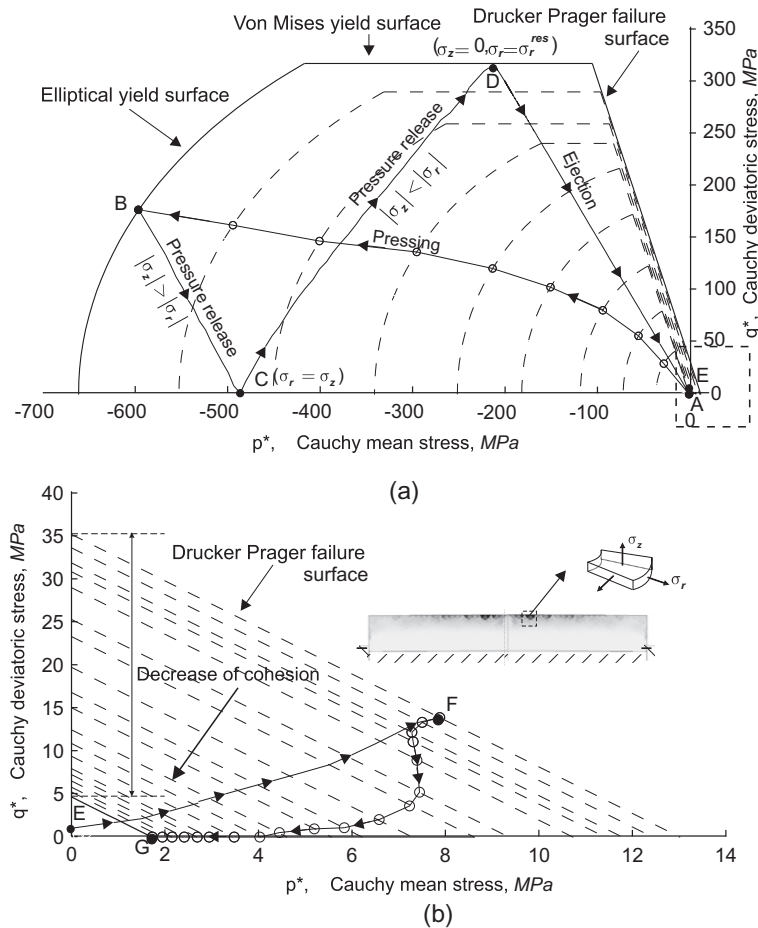 Von Mises yield surface
Drucker Prager failure
surface
(σz= 0,σr=σr^res)
D
Elliptical yield surface
B
Pressing
Pressure release
|σz|>|σr|
Pressure release
|σz|<|σr|
Ejection
C (σr = σz)
E
A
350
300
250
200
150
100
50
0
q*, Cauchy deviatoric stress, MPa
-700 -600 -500 -400 -300 -200 -100 0
p*, Cauchy mean stress, MPa
(a)
40
35
30
25
20
15
10
5
0
q*, Cauchy deviatoric stress, MPa
Drucker Prager failure
surface
σz
σr
Decrease of cohesion
F
E
G
0 2 4 6 8 10 12 14
p*, Cauchy mean stress, MPa
(b)